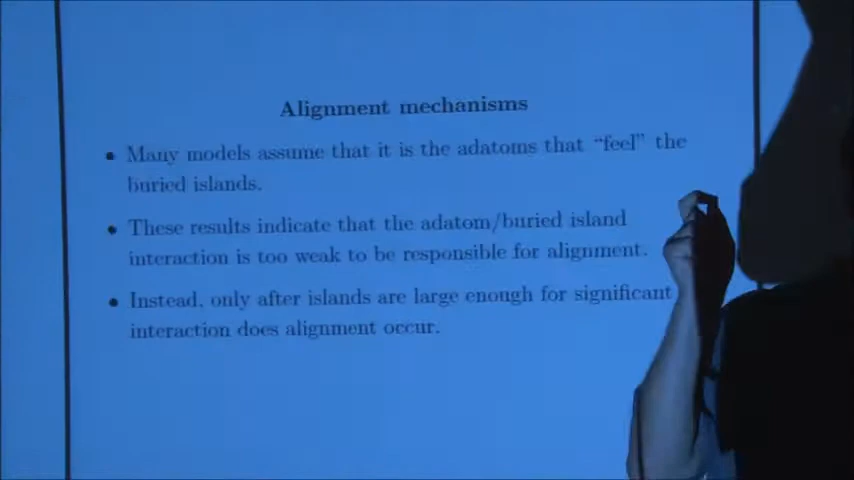 Alignment mechanisms
• Many models assume that it is the adatoms that “feel” the
buried islands.
• These results indicate that the adatom/buried island
interaction is too weak to be responsible for alignment.
• Instead, only after islands are large enough for significant
interaction does alignment occur.